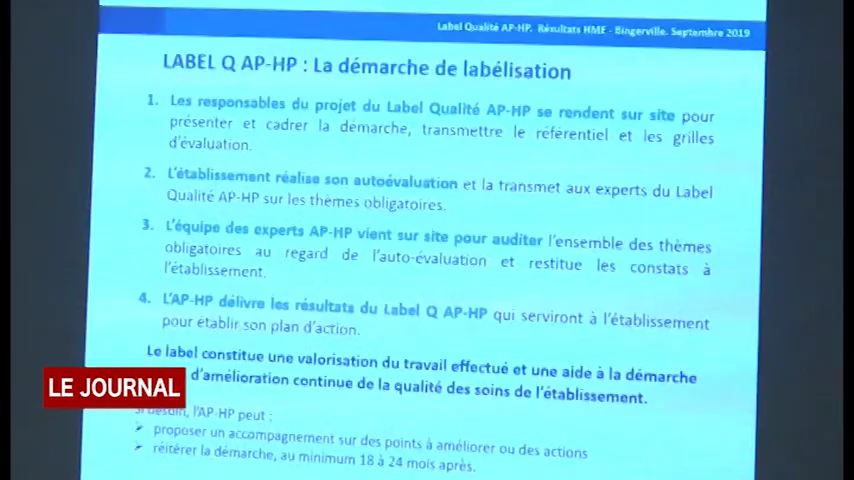 Label Qualité AP-HP. Résultats HME - Bingerville. Septembre 2019
LABEL Q AP-HP : La démarche de labélisation
1. Les responsables du projet du Label Qualité AP-HP se rendent sur site pour
présenter et cadrer la démarche, transmettre le référentiel et les grilles
d'évaluation.
2. L'établissement réalise son autoévaluation et la transmet aux experts du Label
Qualité AP-HP sur les thèmes obligatoires.
3. L'équipe des experts AP-HP vient sur site pour auditer l'ensemble des thèmes
obligatoires au regard de l'auto-évaluation et restitue les constats à
l'établissement.
4. L'AP-HP délivre les résultats du Label Q AP-HP qui serviront à l'établissement
pour établir son plan d'action.
Le label constitue une valorisation du travail effectué et une aide à la démarche
d'amélioration continue de la qualité des soins de l'établissement.
LE JOURNAL
Si besoin, l'AP-HP peut :
➢ proposer un accompagnement sur des points à améliorer ou des actions
➢ réitérer la démarche, au minimum 18 à 24 mois après.